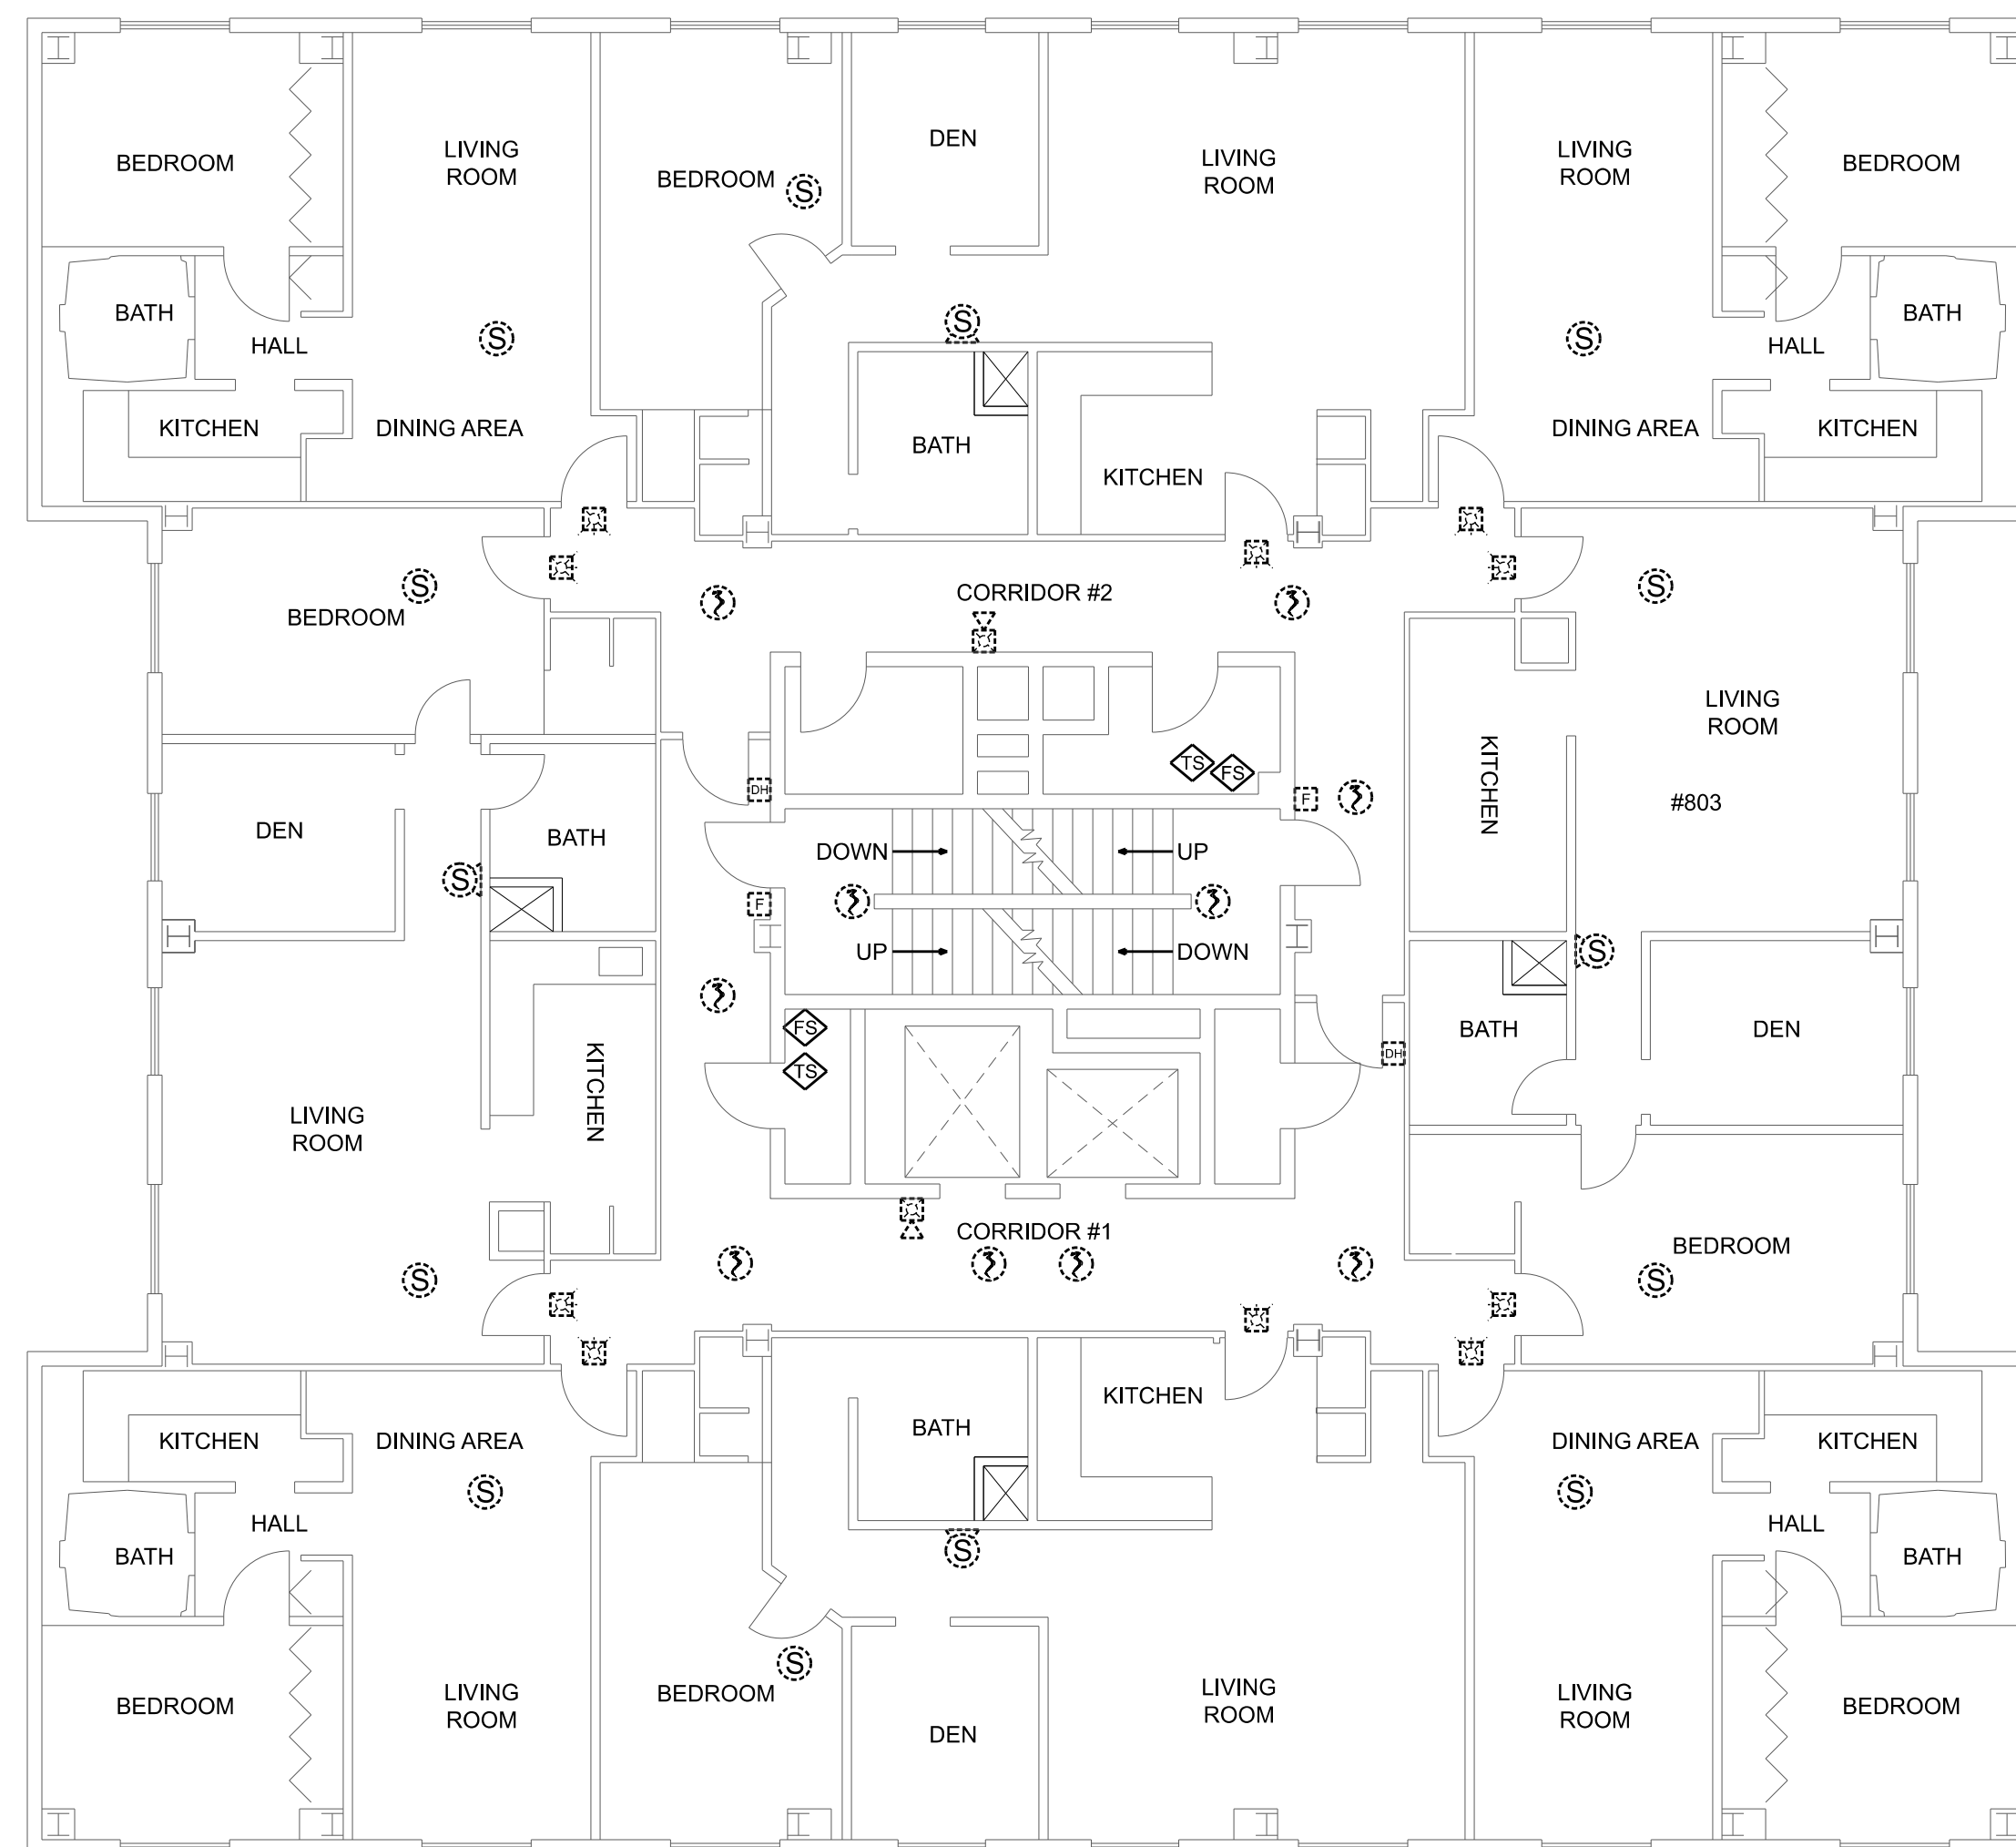 BEDROOM
LIVING
ROOM
BEDROOM
S
DEN
LIVING
ROOM
LIVING
ROOM
BEDROOM
BATH
HALL
S
S
S
HALL
BATH
KITCHEN
DINING AREA
BATH
KITCHEN
DINING AREA
KITCHEN
BEDROOM
S
CORRIDOR #2
S
LIVING
ROOM
KITCHEN
#803
TS
FS
DH
F
DEN
BATH
DOWN
UP
S
F
UP
DOWN
S
FS
TS
BATH
DEN
DH
KITCHEN
LIVING
ROOM
CORRIDOR #1
BEDROOM
S
S
KITCHEN
DINING AREA
BATH
KITCHEN
DINING AREA
KITCHEN
S
S
HALL
BATH
S
HALL
BATH
BEDROOM
LIVING
ROOM
BEDROOM
S
DEN
LIVING
ROOM
LIVING
ROOM
BEDROOM